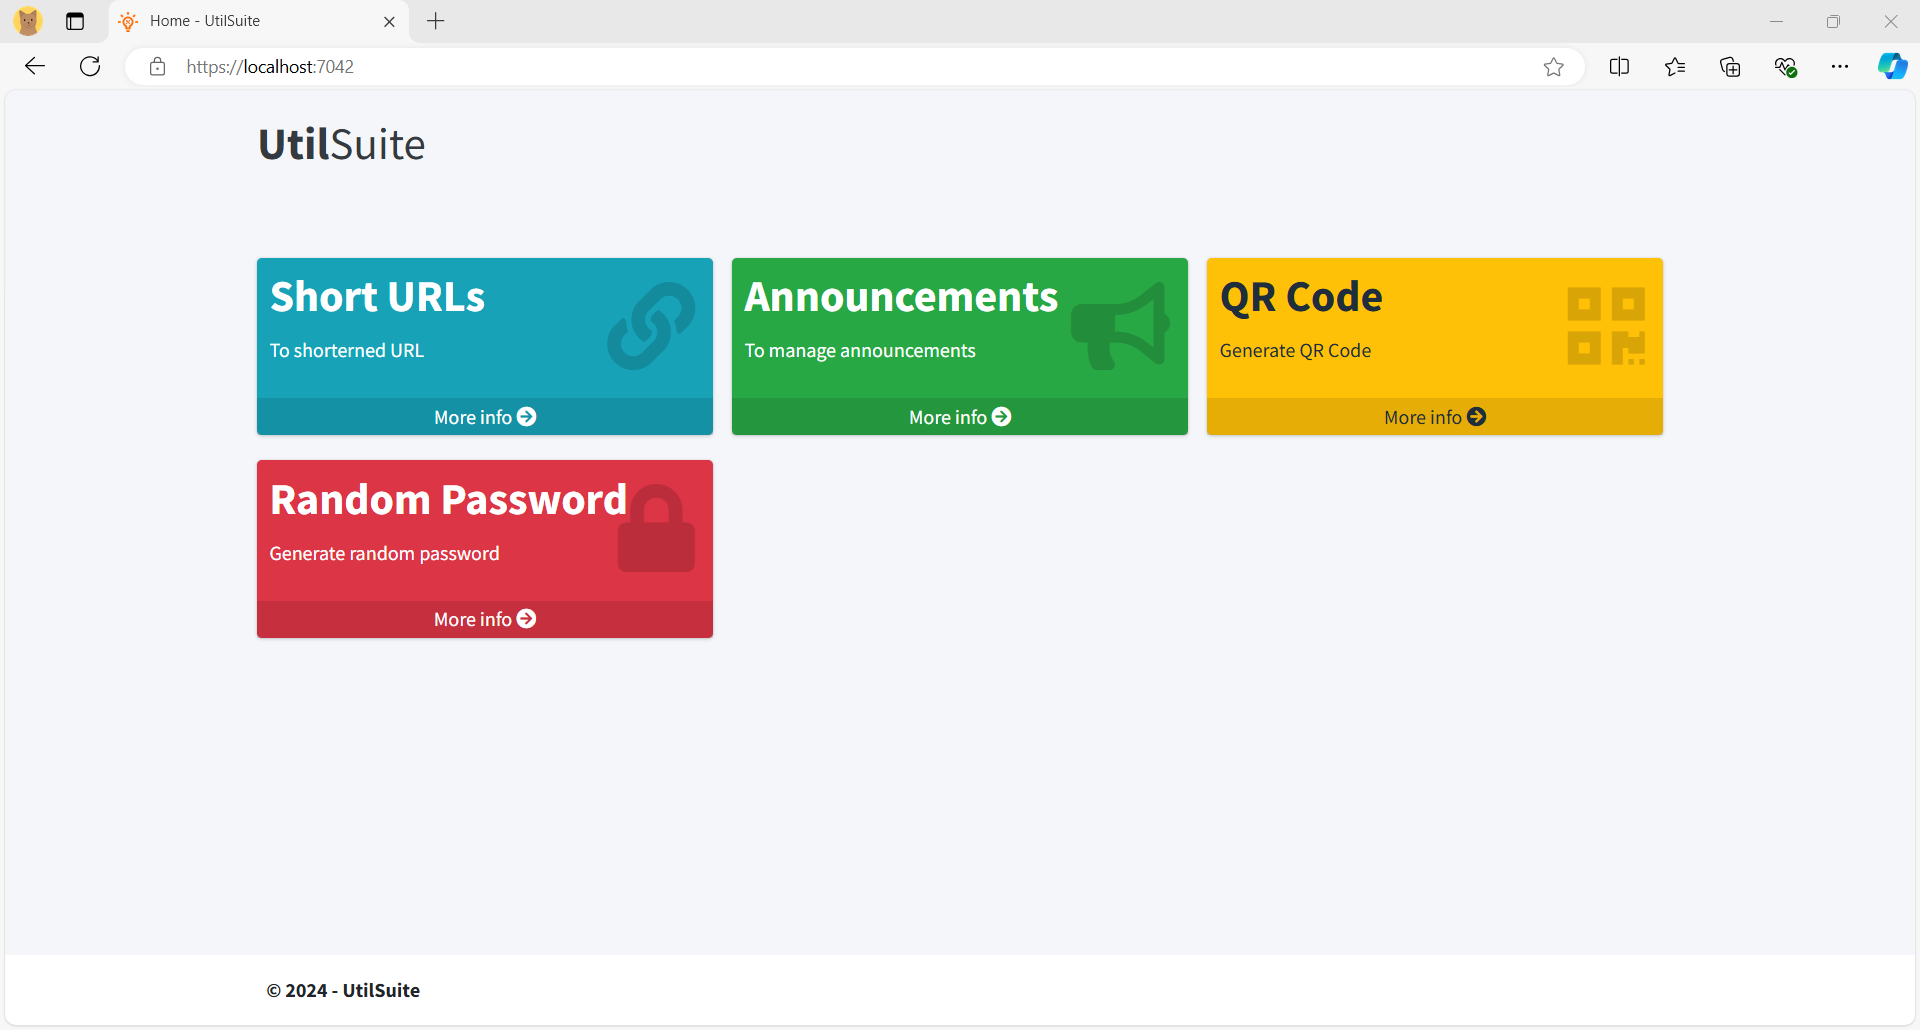 Home - UtilSuite
https://localhost:7042
UtilSuite
Short URLs
To shorterned URL
More info
Announcements
To manage announcements
More info
QR Code
Generate QR Code
More info
Random Password
Generate random password
More info
© 2024 - UtilSuite